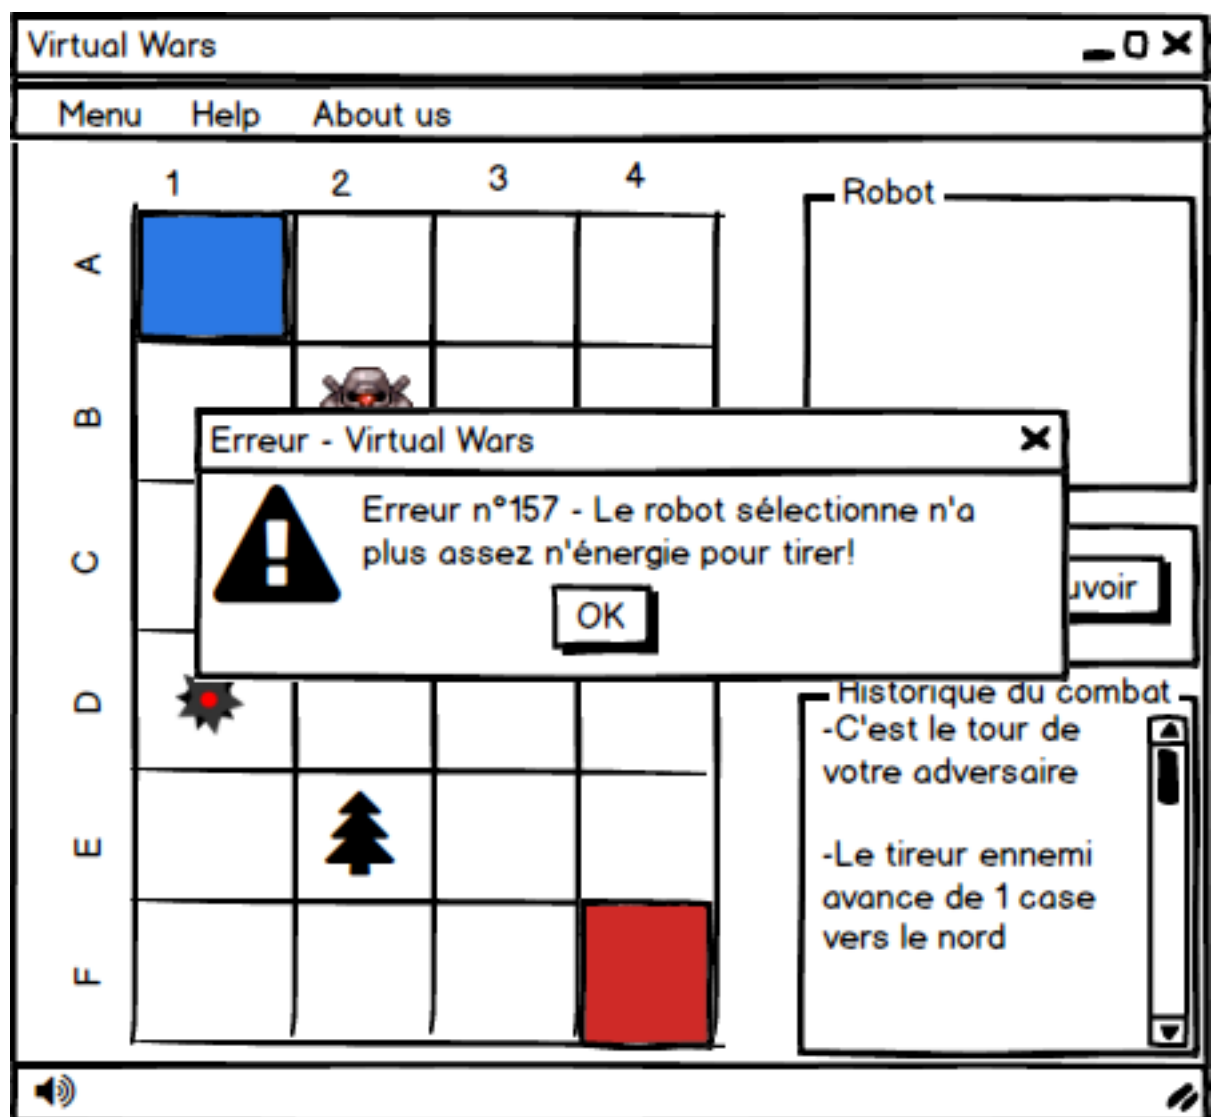 Virtual Wars
Menu Help About us
1 2 3 4
Robot
A
B
Erreur - Virtual Wars
Erreur n°157 - Le robot sélectionne n'a
plus assez n'énergie pour tirer!
OK
C
D
E
F
Historique du combat
-C'est le tour de
votre adversaire
-Le tireur ennemi
avance de 1 case
vers le nord